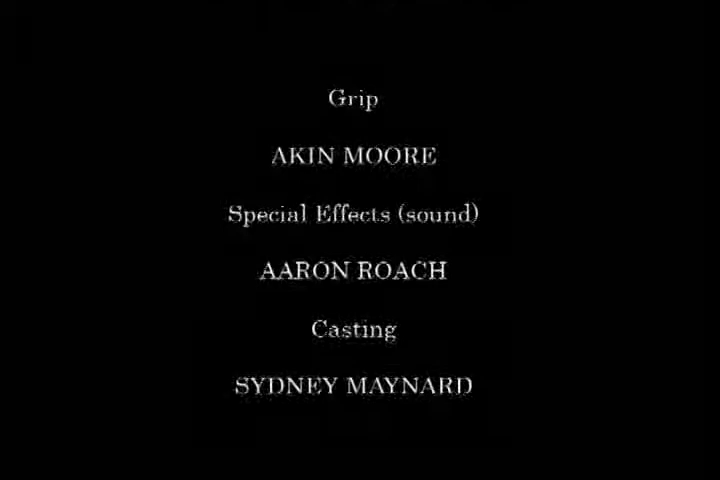 Grip
AKIN MOORE
Special Effects (sound)
AARON ROACH
Casting
SYDNEY MAYNARD